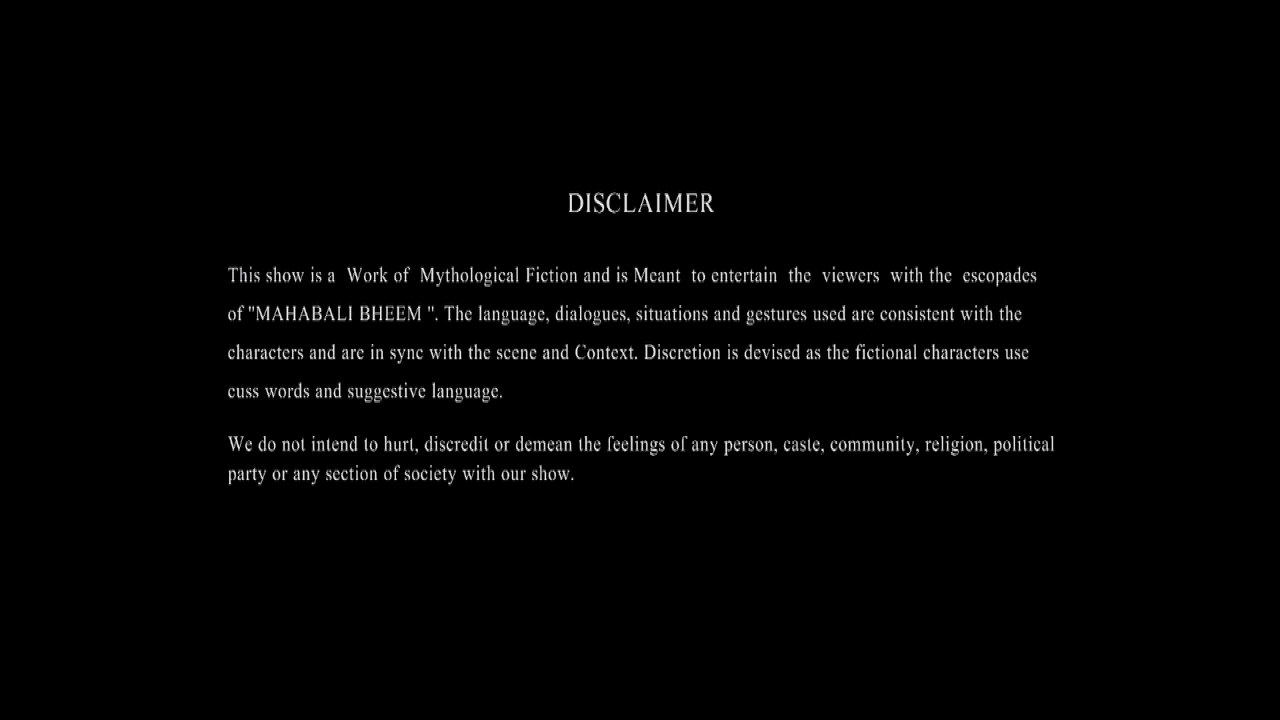 DISCLAIMER
This show is a Work of Mythological Fiction and is Meant to entertain the viewers with the escopades
of "MAHABALI BHEEM ". The language, dialogues, situations and gestures used are consistent with the
characters and are in sync with the scene and Context. Discretion is devised as the fictional characters use
cuss words and suggestive language.
We do not intend to hurt, discredit or demean the feelings of any person, caste, community, religion, political
party or any section of society with our show.